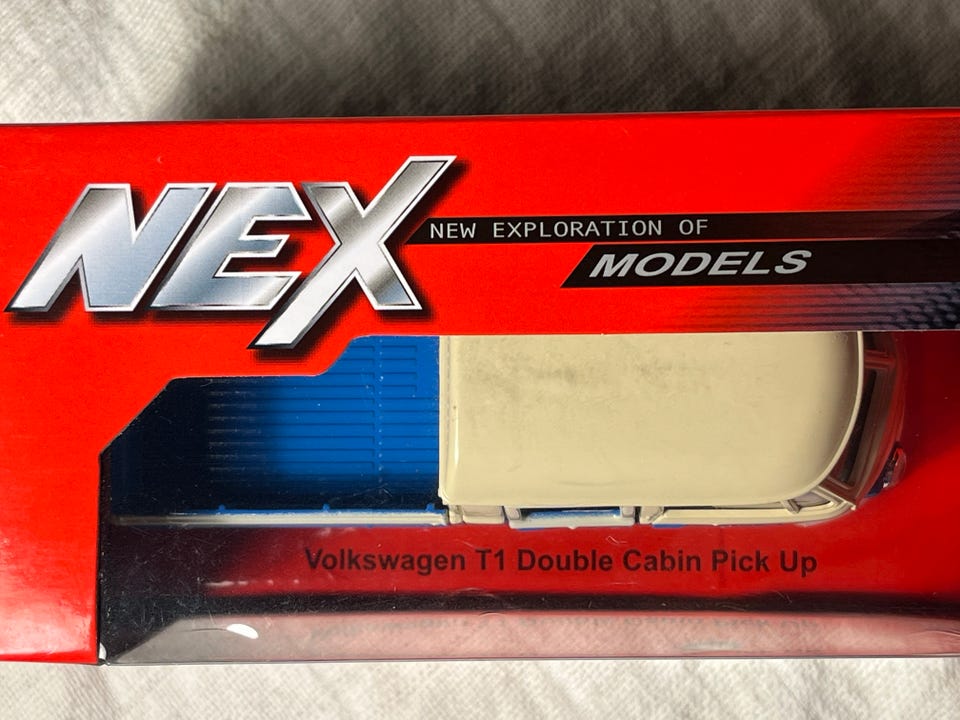 NEX
NEW EXPLORATION OF
MODELS
Volkswagen T1 Double Cabin Pick Up